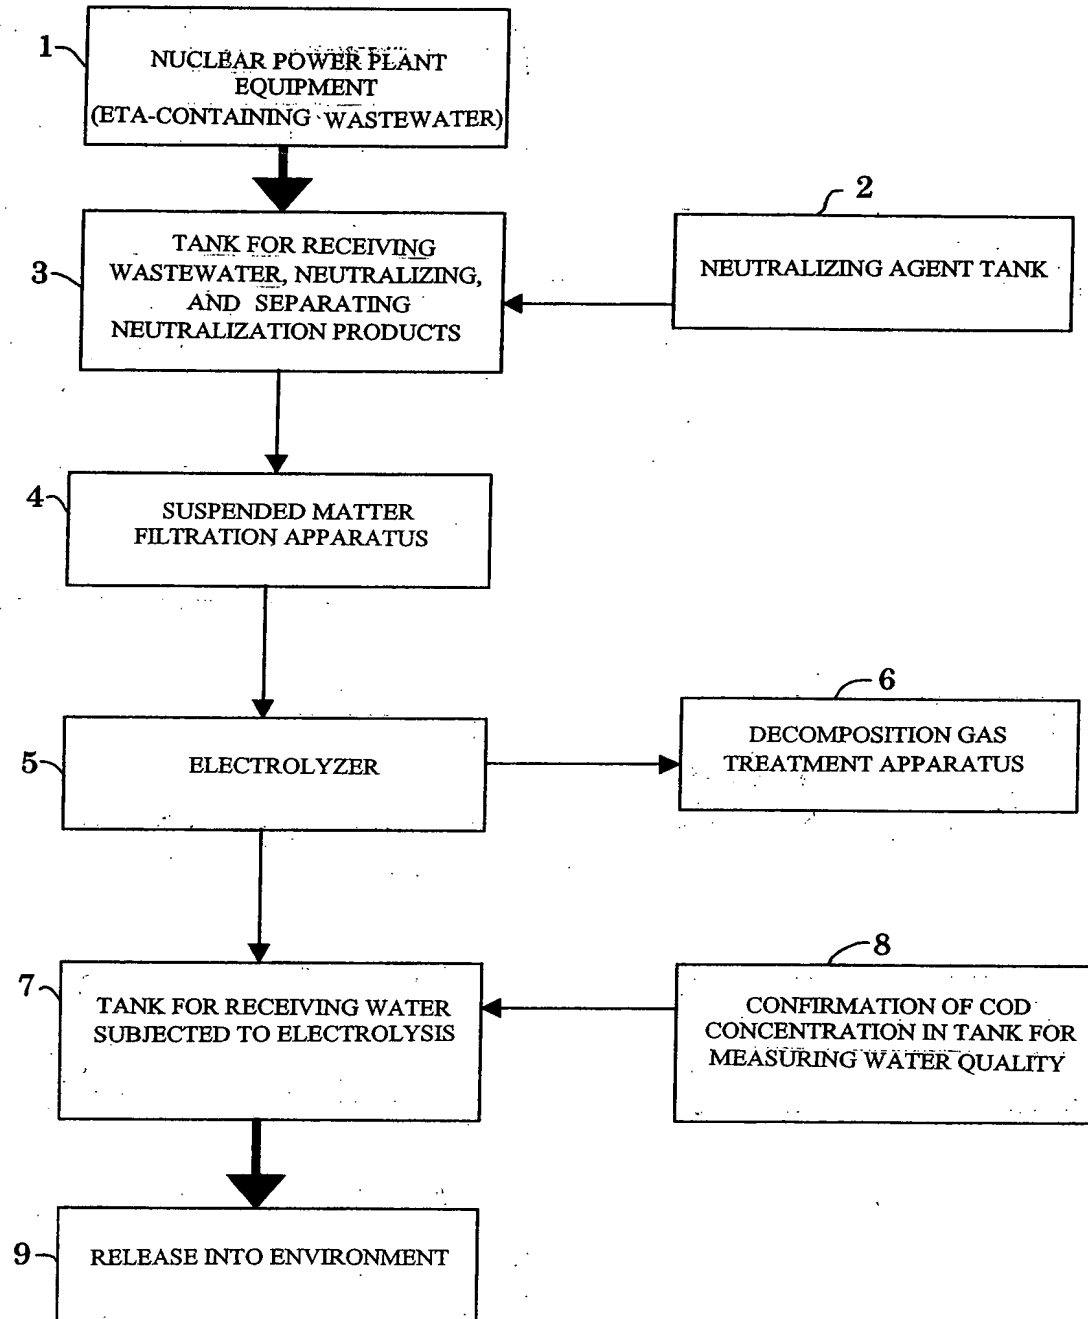 1
NUCLEAR POWER PLANT
EQUIPMENT
(ETA-CONTAINING WASTEWATER)
2
NEUTRALIZING AGENT TANK
3
TANK FOR RECEIVING
WASTEWATER, NEUTRALIZING,
AND SEPARATING
NEUTRALIZATION PRODUCTS
4
SUSPENDED MATTER
FILTRATION APPARATUS
5
ELECTROLYZER
6
DECOMPOSITION GAS
TREATMENT APPARATUS
7
TANK FOR RECEIVING WATER
SUBJECTED TO ELECTROLYSIS
8
CONFIRMATION OF COD
CONCENTRATION IN TANK FOR
MEASURING WATER QUALITY
9
RELEASE INTO ENVIRONMENT